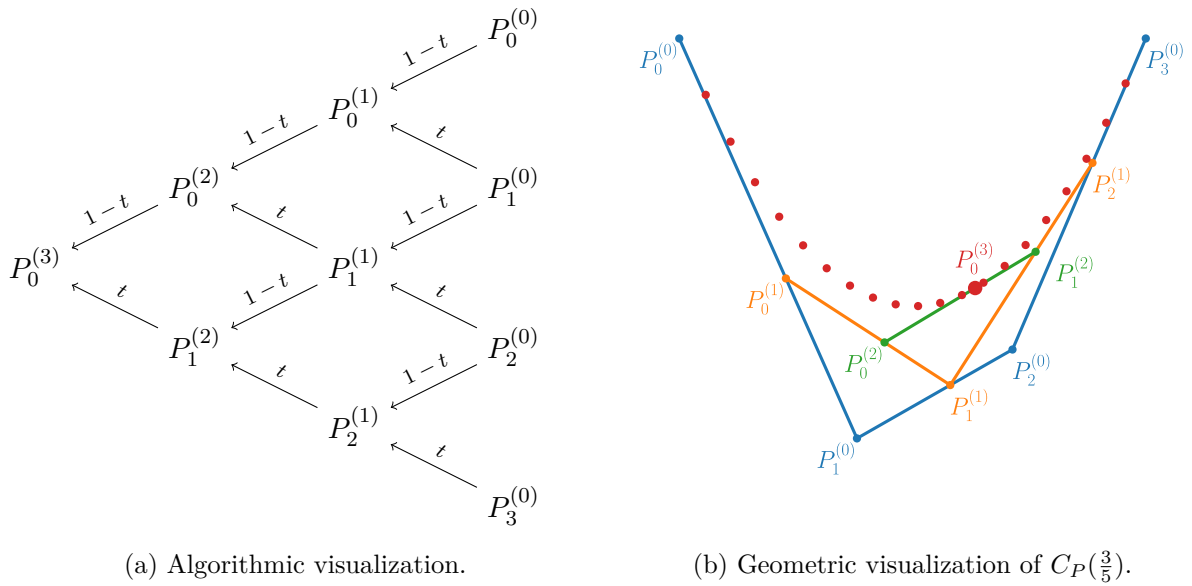 P_0^{(0)}
1 − t
P_0^{(1)}
1 − t
t
P_0^{(2)}
P_1^{(0)}
1 − t
t
1 − t
P_0^{(3)}
P_1^{(1)}
t
1 − t
t
P_1^{(2)}
P_2^{(0)}
t
1 − t
P_2^{(1)}
t
P_3^{(0)}
(a) Algorithmic visualization.
P_0^{(0)}
P_3^{(0)}
P_2^{(1)}
P_0^{(3)}
P_1^{(2)}
P_0^{(1)}
P_0^{(2)}
P_2^{(0)}
P_1^{(1)}
P_1^{(0)}
(b) Geometric visualization of C_P(\frac{3}{5}).